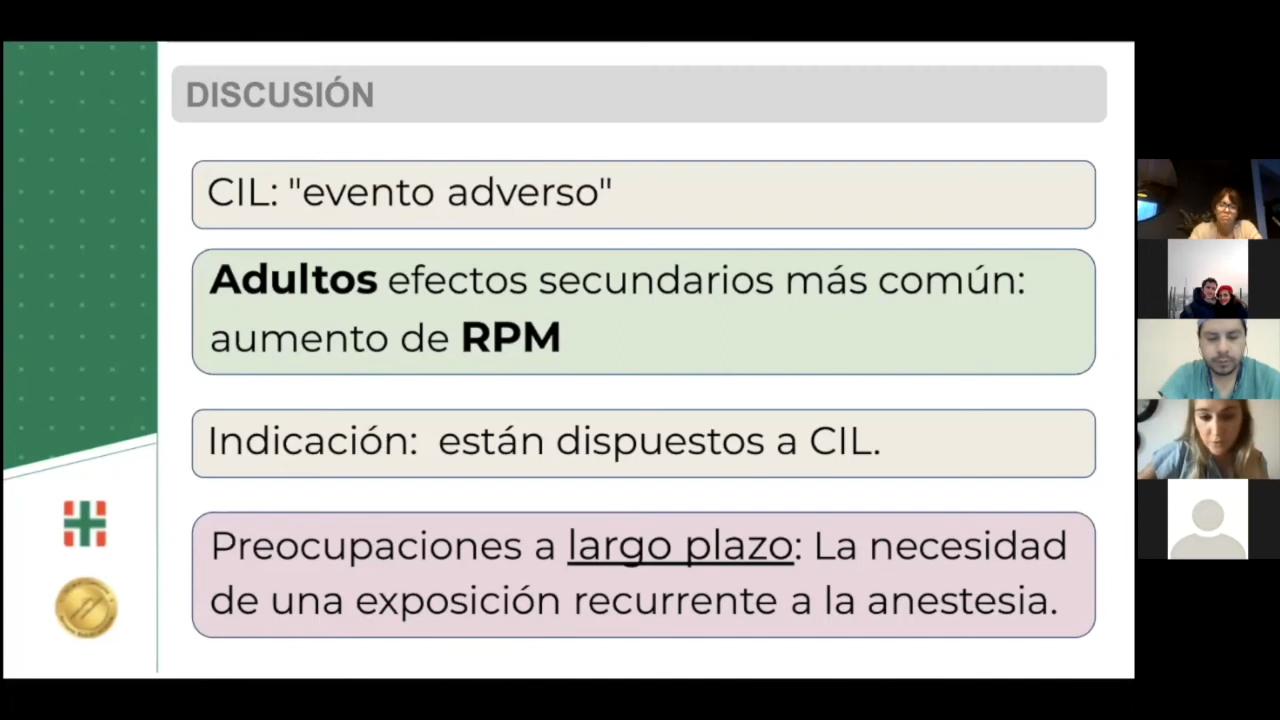 DISCUSIÓN
CIL: "evento adverso"
Adultos efectos secundarios más común:
aumento de RPM
Indicación:  están dispuestos a CIL.
Preocupaciones a largo plazo: La necesidad
de una exposición recurrente a la anestesia.